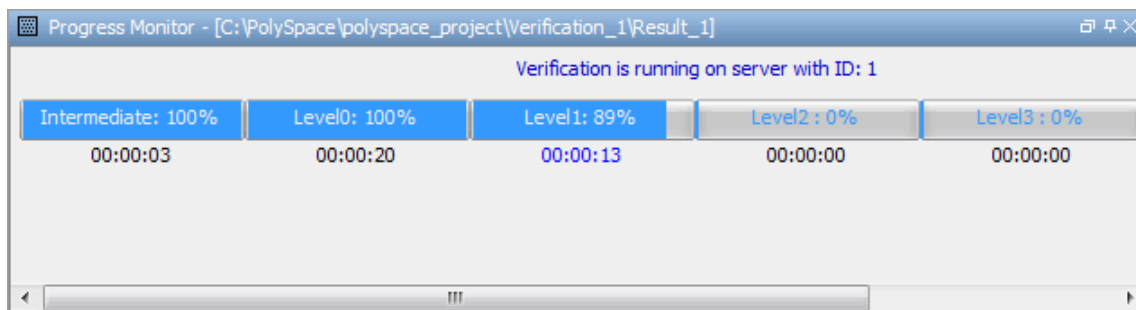 Progress Monitor - [C:\PolySpace\polyspace_project\Verification_1\Result_1]
Verification is running on server with ID: 1
Intermediate: 100% Level0: 100% Level1: 89% Level2 : 0% Level3 : 0%
00:00:03 00:00:20 00:00:13 00:00:00 00:00:00